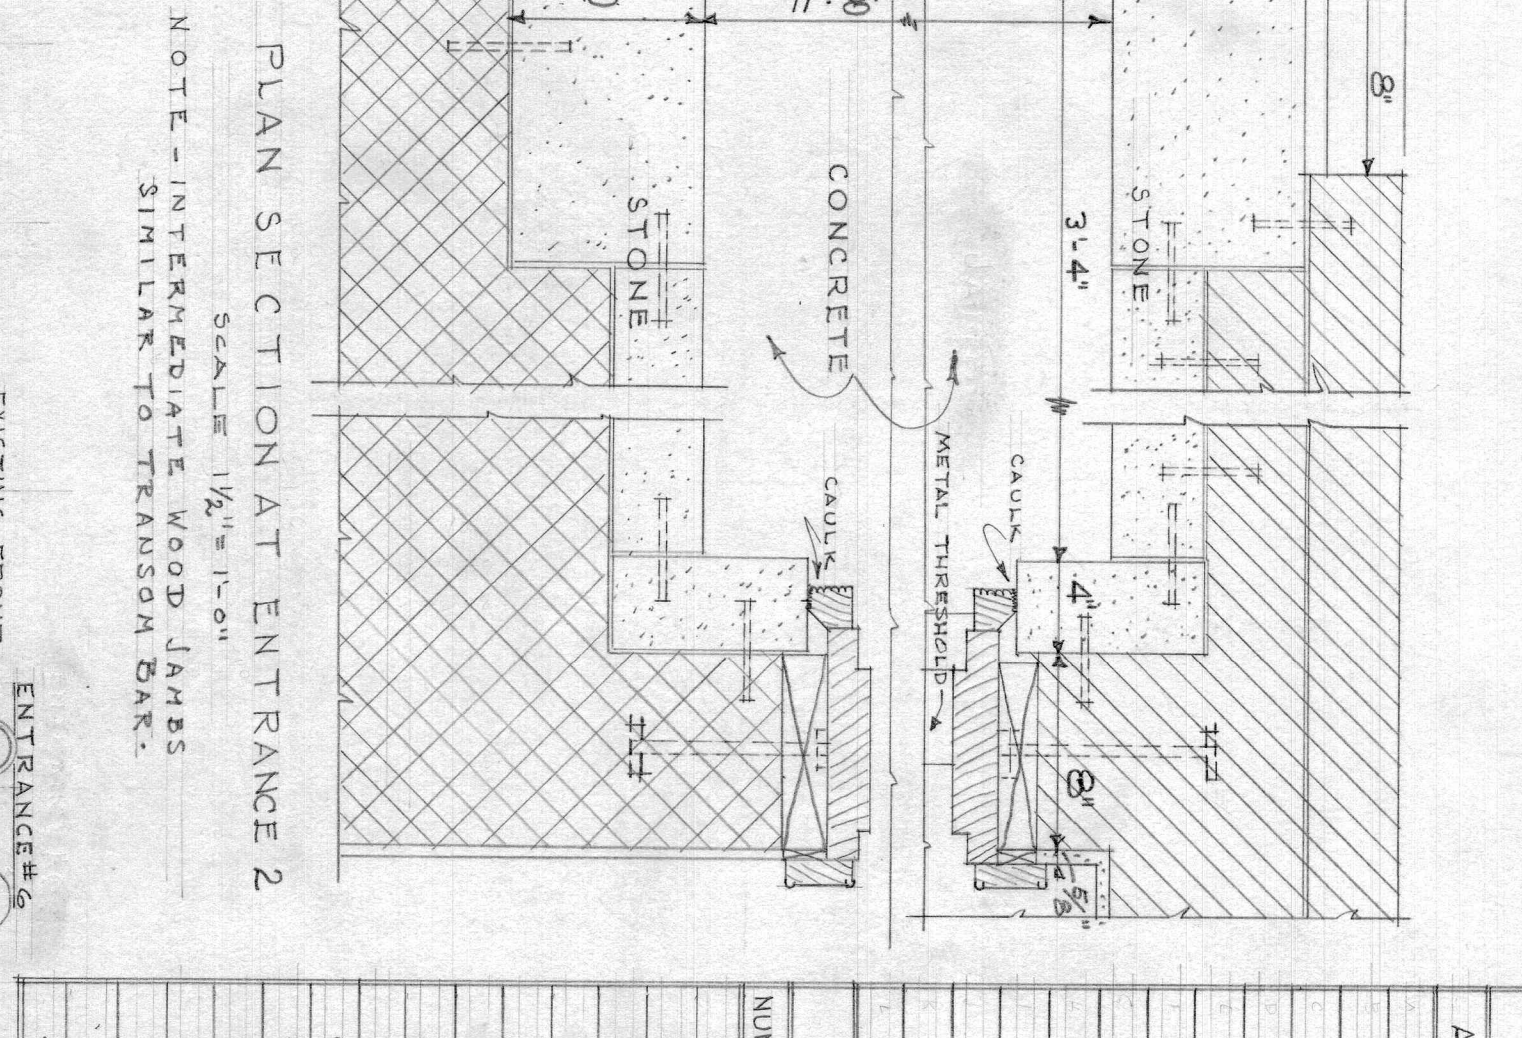 8"
STONE
3'-4"
4"
8"
5/8"
CAULK
METAL THRESHOLD
CONCRETE
CAULK
STONE
PLAN SECTION AT ENTRANCE 2
SCALE 1½" = 1'-0"
NOTE - INTERMEDIATE WOOD JAMBS
SIMILAR TO TRANSOM BAR.
ENTRANCE #6